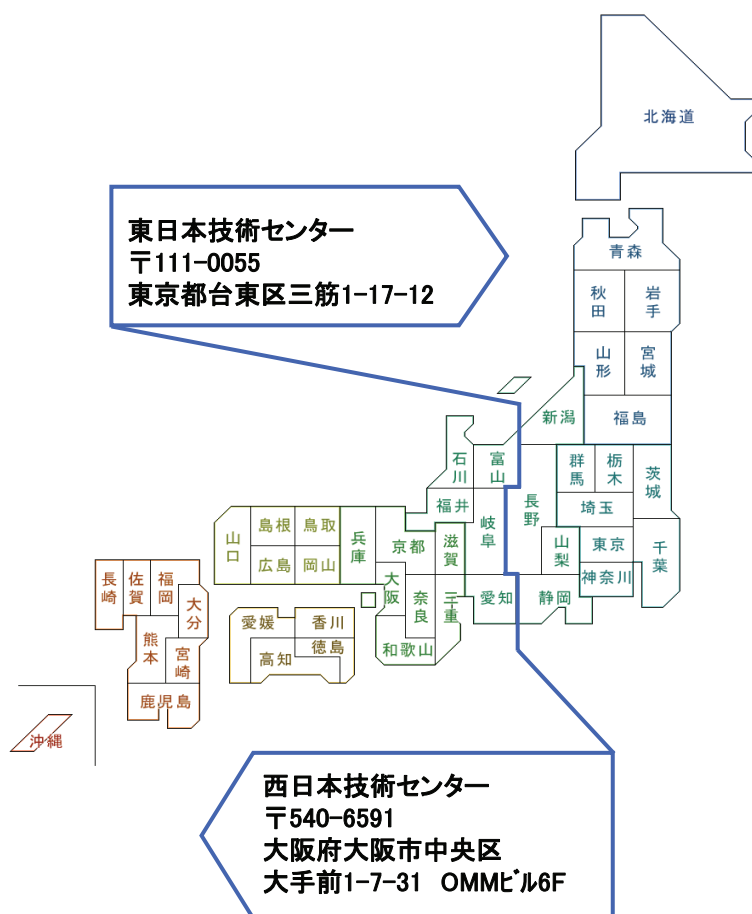 北海道
東日本技術センター
〒111-0055
東京都台東区三筋1-17-12
青森
秋田
岩手
山形
宮城
新潟
福島
石川
富山
群馬
栃木
茨城
福井
岐阜
長野
埼玉
山口
島根
鳥取
兵庫
京都
滋賀
山梨
東京
千葉
広島
岡山
神奈川
長崎
佐賀
福岡
大分
大阪
奈良
三重
愛知
静岡
愛媛
香川
熊本
宮崎
高知
徳島
和歌山
鹿児島
沖縄
西日本技術センター
〒540-6591
大阪府大阪市中央区
大手前1-7-31 OMMビル6F